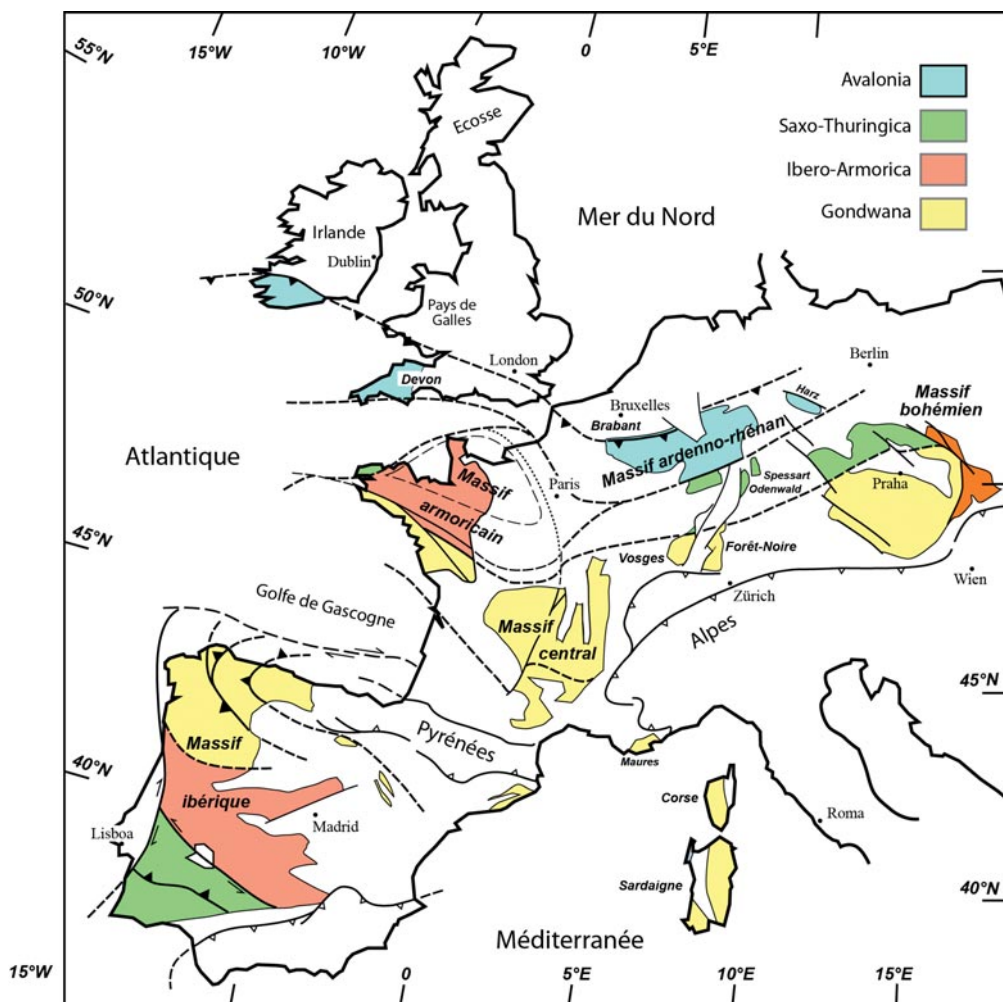 15°W
10°W
0
5°E
55°N
Avalonia
Saxo-Thuringica
Ibero-Armorica
Gondwana
Ecosse
Mer du Nord
Irlande
Dublin
50°N
Pays de
Galles
London
Devon
Berlin
Harz
Massif
bohémien
Bruxelles
Brabant
Massif ardenno-rhénan
Atlantique
Massif
armoricain
Paris
Spessart
Odenwald
Praha
45°N
Vosges
Forêt-Noire
Wien
Zürich
Golfe de Gascogne
Massif
central
Alpes
45°N
Massif
Pyrénées
Maures
40°N
ibérique
Madrid
Corse
Roma
Lisboa
Sardaigne
40°N
Méditerranée
15°W
0
5°E
10°E
15°E